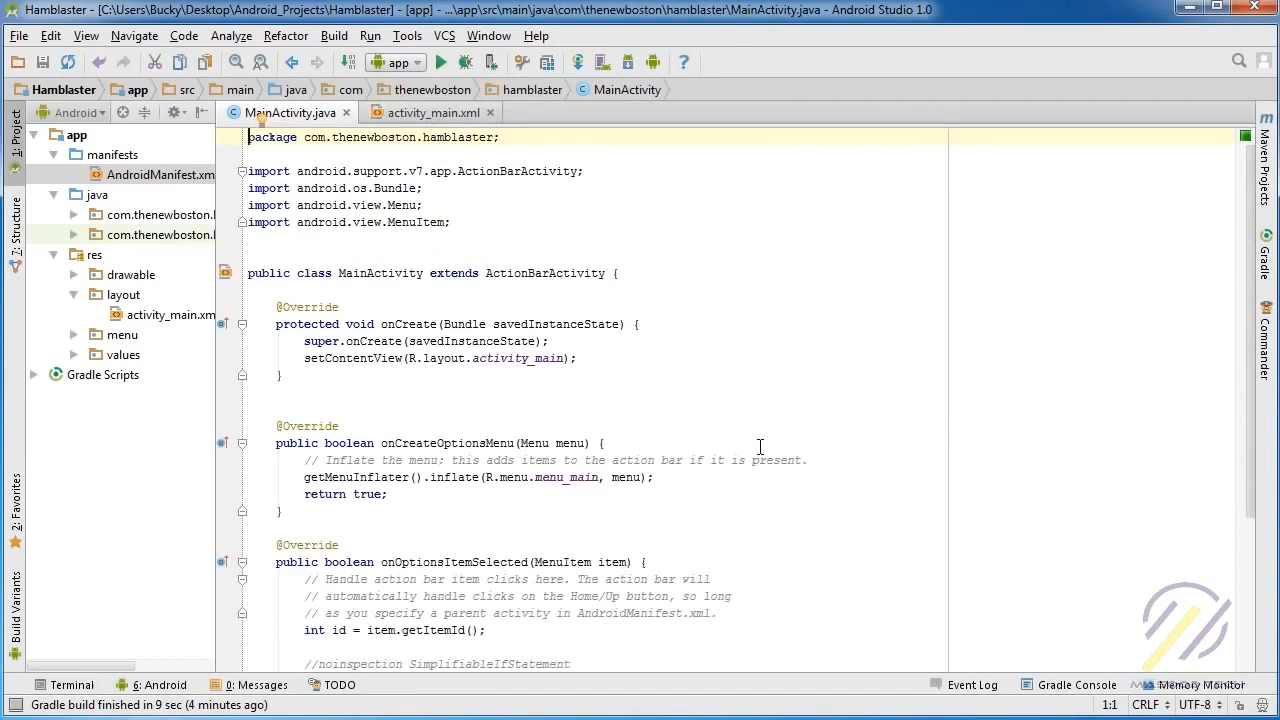 Hamblaster - [C:\Users\Bucky\Desktop\Android_Projects\Hamblaster] - [app] - ...\app\src\main\java\com\thenewboston\hamblaster\MainActivity.java - Android Studio 1.0
File Edit View Navigate Code Analyze Refactor Build Run Tools VCS Window Help
app
Hamblaster app src main java com thenewboston hamblaster MainActivity
Android MainActivity.java activity_main.xml
1: Project
7: Structure
2: Favorites
Build Variants
app
manifests
AndroidManifest.xm
java
com.thenewboston.
com.thenewboston.
res
drawable
layout
activity_main.xm
menu
values
Gradle Scripts
package com.thenewboston.hamblaster;
import android.support.v7.app.ActionBarActivity;
import android.os.Bundle;
import android.view.Menu;
import android.view.MenuItem;
public class MainActivity extends ActionBarActivity {
@Override
protected void onCreate(Bundle savedInstanceState) {
super.onCreate(savedInstanceState);
setContentView(R.layout.activity_main);
}
@Override
public boolean onCreateOptionsMenu(Menu menu) {
// Inflate the menu; this adds items to the action bar if it is present.
getMenuInflater().inflate(R.menu.menu_main, menu);
return true;
}
@Override
public boolean onOptionsItemSelected(MenuItem item) {
// Handle action bar item clicks here. The action bar will
// automatically handle clicks on the Home/Up button, so long
// as you specify a parent activity in AndroidManifest.xml.
int id = item.getItemId();
//noinspection SimplifiableIfStatement
Maven Projects
Gradle
Commander
Terminal 6: Android 0: Messages TODO Event Log Gradle Console Memory Monitor
Gradle build finished in 9 sec (4 minutes ago) 1:1 CRLF UTF-8